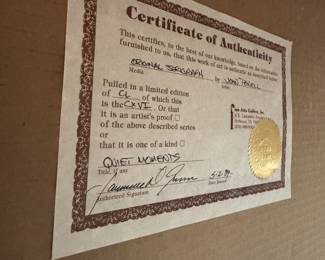 Certificate of Authenticity
This certifies, to the best of our knowledge, based on the information
furnished to us, that this work of art is authentic as described below.
ORIGINAL SERIGRAPH by
Media
Pulled in a limited edition
of CL of which this
is the CXVI. Or that
it is an artist's proof □
of the above described series
or
that it is one of a kind □
QUIET MOMENTS
Title, if any
Authorized Signature
Date Issued